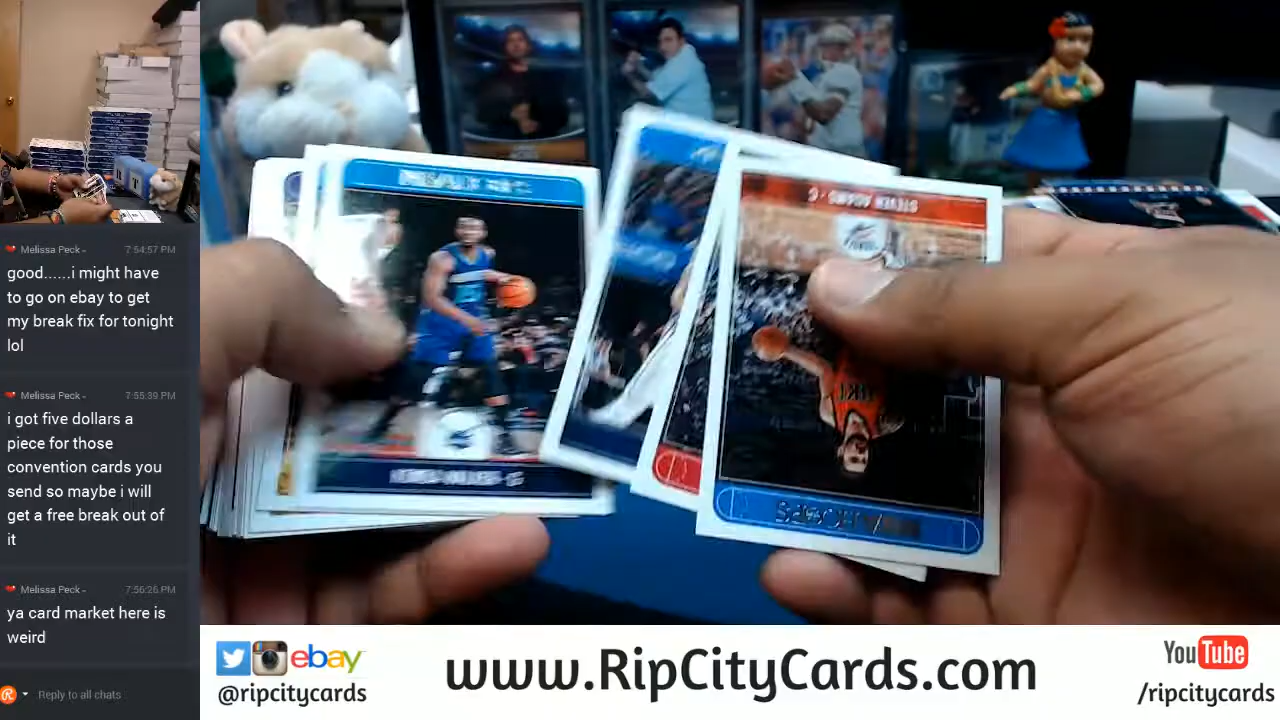 Melissa Peck - 7:54:57 PM
good......i might have
to go on ebay to get
my break fix for tonight
lol
Melissa Peck - 7:55:39 PM
i got five dollars a
piece for those
convention cards you
send so maybe i will
get a free break out of
it
Melissa Peck - 7:56:26 PM
ya card market here is
weird
Reply to all chats
STEVEN ADAMS - C
HOOPS
ebay
@ripcitycards
www.RipCityCards.com
YouTube
/ripcitycards